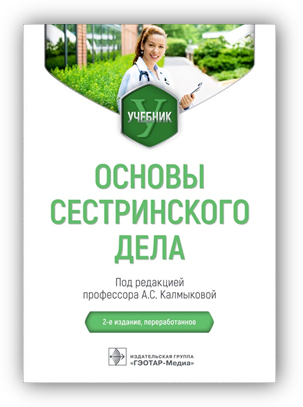 УЧЕБНИК
ОСНОВЫ
СЕСТРИНСКОГО
ДЕЛА
Под редакцией
профессора А.С. Калмыковой
2-е издание, переработанное
ИЗДАТЕЛЬСКАЯ ГРУППА
«ГЭОТАР-Медиа»